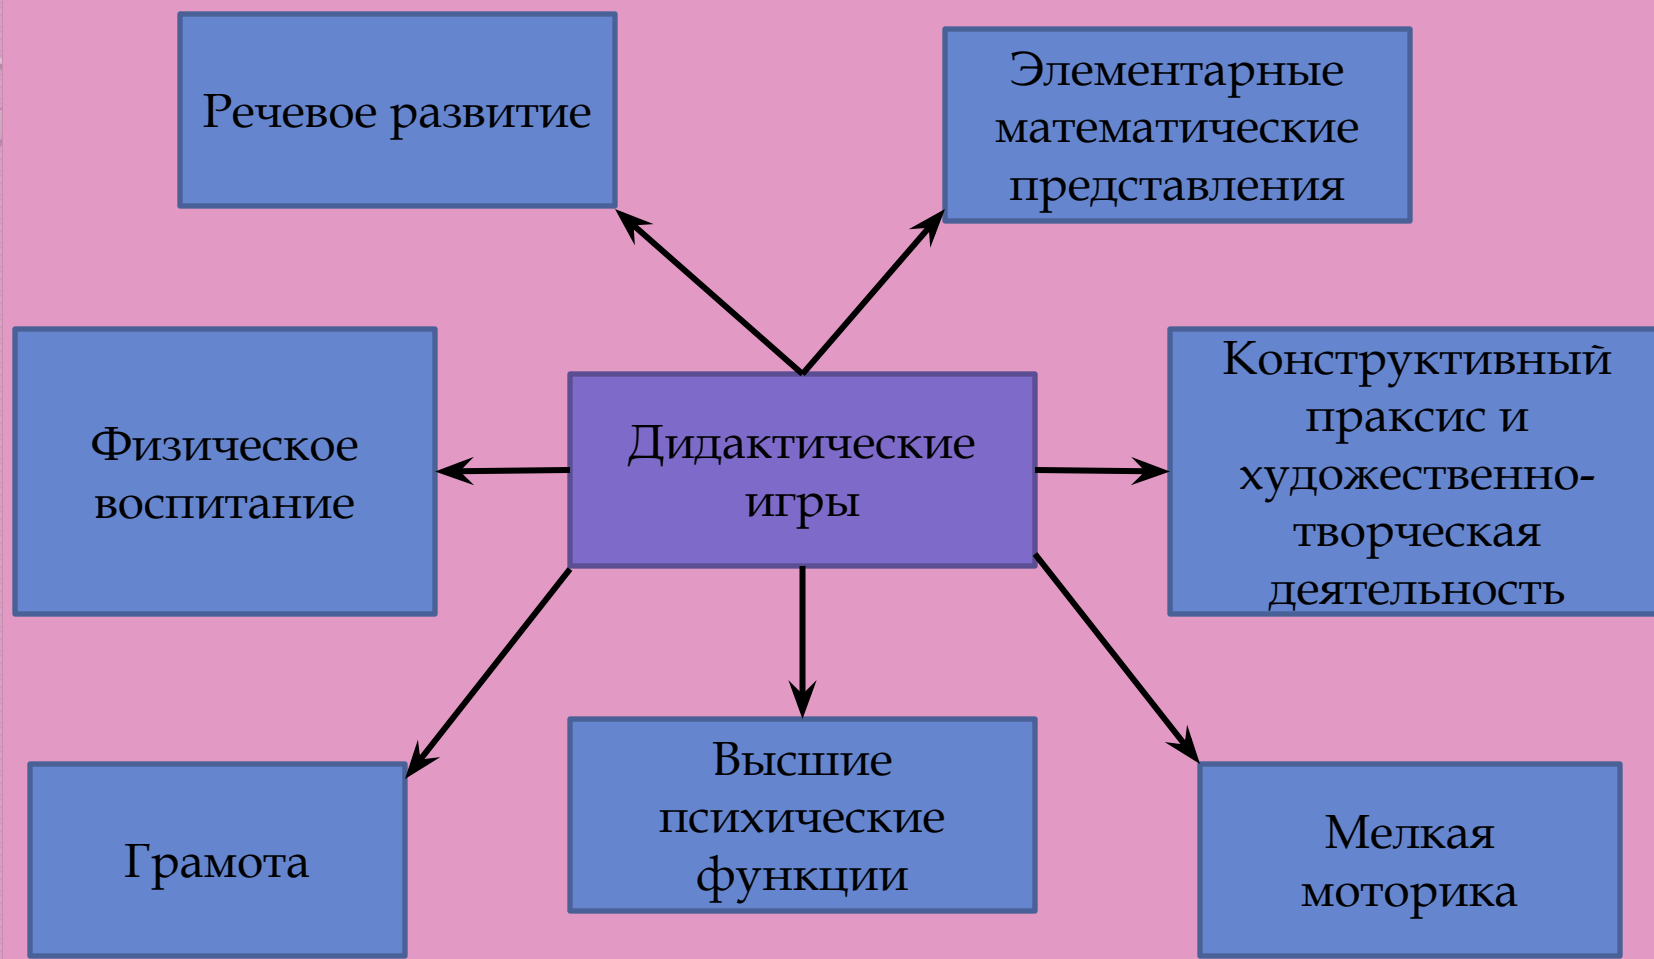 Речевое развитие
Элементарные
математические
представления
Физическое
воспитание
Дидактические
игры
Конструктивный
праксис и
художественно-
творческая
деятельность
Грамота
Высшие
психические
функции
Мелкая
моторика